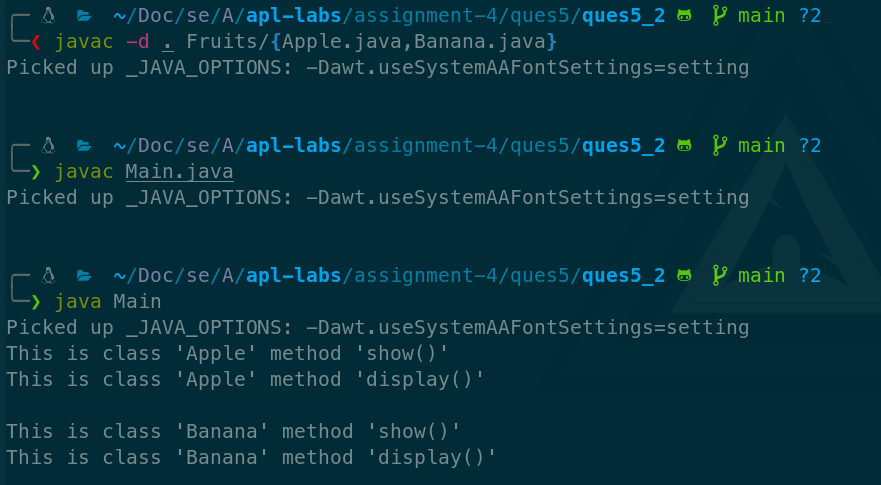 ~/Doc/se/A/apl-labs/assignment-4/ques5/ques5_2 main ?2
❮ javac -d . Fruits/{Apple.java,Banana.java}
Picked up _JAVA_OPTIONS: -Dawt.useSystemAAFontSettings=setting
~/Doc/se/A/apl-labs/assignment-4/ques5/ques5_2 main ?2
❯ javac Main.java
Picked up _JAVA_OPTIONS: -Dawt.useSystemAAFontSettings=setting
~/Doc/se/A/apl-labs/assignment-4/ques5/ques5_2 main ?2
❯ java Main
Picked up _JAVA_OPTIONS: -Dawt.useSystemAAFontSettings=setting
This is class 'Apple' method 'show()'
This is class 'Apple' method 'display()'
This is class 'Banana' method 'show()'
This is class 'Banana' method 'display()'